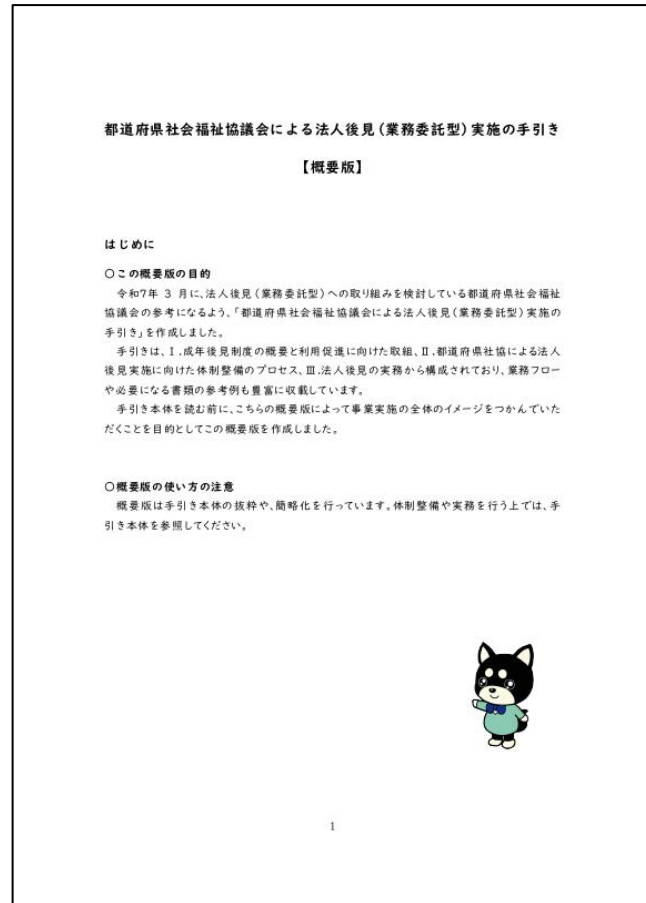 都道府県社会福祉協議会による法人後見(業務委託型)実施の手引き
【概要版】
はじめに
○この概要版の目的
令和7年 3 月に、法人後見(業務委託型)への取り組みを検討している都道府県社会福祉
協議会の参考になるよう、「都道府県社会福祉協議会による法人後見(業務委託型)実施の
手引き」を作成しました。
手引きは、Ⅰ.成年後見制度の概要と利用促進に向けた取組、Ⅱ.都道府県社協による法人
後見実施に向けた体制整備のプロセス、Ⅲ.法人後見の実務から構成されており、業務フロー
や必要になる書類の参考例も豊富に収載しています。
手引き本体を読む前に、こちらの概要版によって事業実施の全体のイメージをつかんでいた
だくことを目的としてこの概要版を作成しました。
○概要版の使い方の注意
概要版は手引き本体の抜粋や、簡略化を行っています。体制整備や実務を行う上では、手
引き本体を参照してください。
1